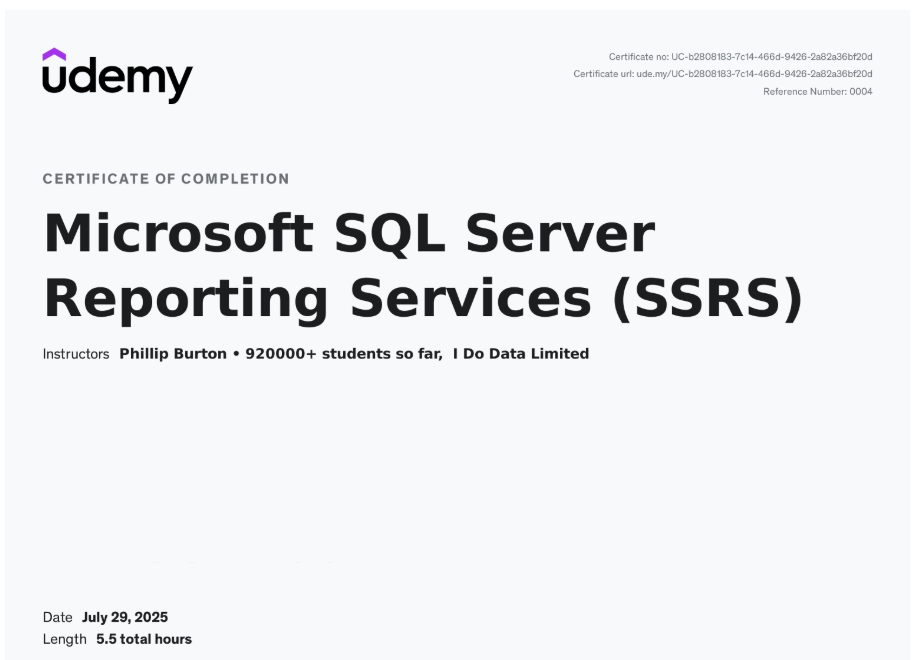 udemy
Certificate no: UC-b2808183-7c14-466d-9426-2a82a36bf20d
Certificate url: ude.my/UC-b2808183-7c14-466d-9426-2a82a36bf20d
Reference Number: 0004
CERTIFICATE OF COMPLETION
Microsoft SQL Server
Reporting Services (SSRS)
Instructors Phillip Burton • 920000+ students so far, I Do Data Limited
Date July 29, 2025
Length 5.5 total hours